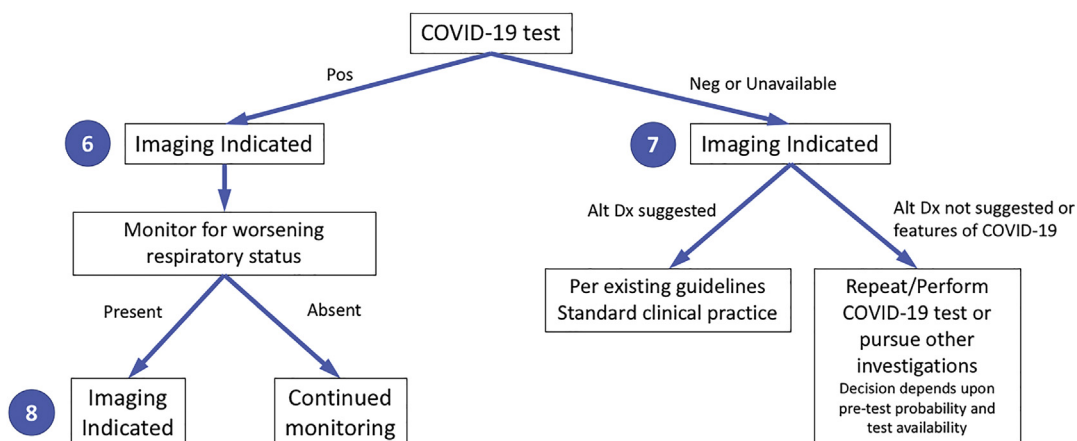 COVID-19 test
Pos
Neg or Unavailable
6
Imaging Indicated
7
Imaging Indicated
Monitor for worsening
respiratory status
Alt Dx suggested
Alt Dx not suggested or
features of COVID-19
Present
Absent
Per existing guidelines
Standard clinical practice
Repeat/Perform
COVID-19 test or
pursue other
investigations
Decision depends upon
pre-test probability and
test availability
8
Imaging
Indicated
Continued
monitoring